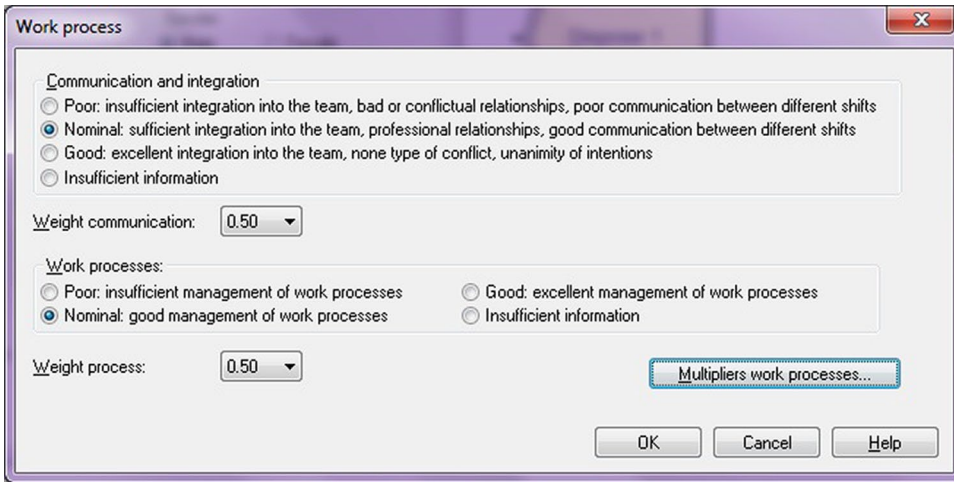 Work process
Communication and integration
Poor: insufficient integration into the team, bad or conflictual relationships, poor communication between different shifts
Nominal: sufficient integration into the team, professional relationships, good communication between different shifts
Good: excellent integration into the team, none type of conflict, unanimity of intentions
Insufficient information
Weight communication: 0.50
Work processes:
Poor: insufficient management of work processes Good: excellent management of work processes
Nominal: good management of work processes Insufficient information
Weight process: 0.50
Multipliers work processes...
OK Cancel Help